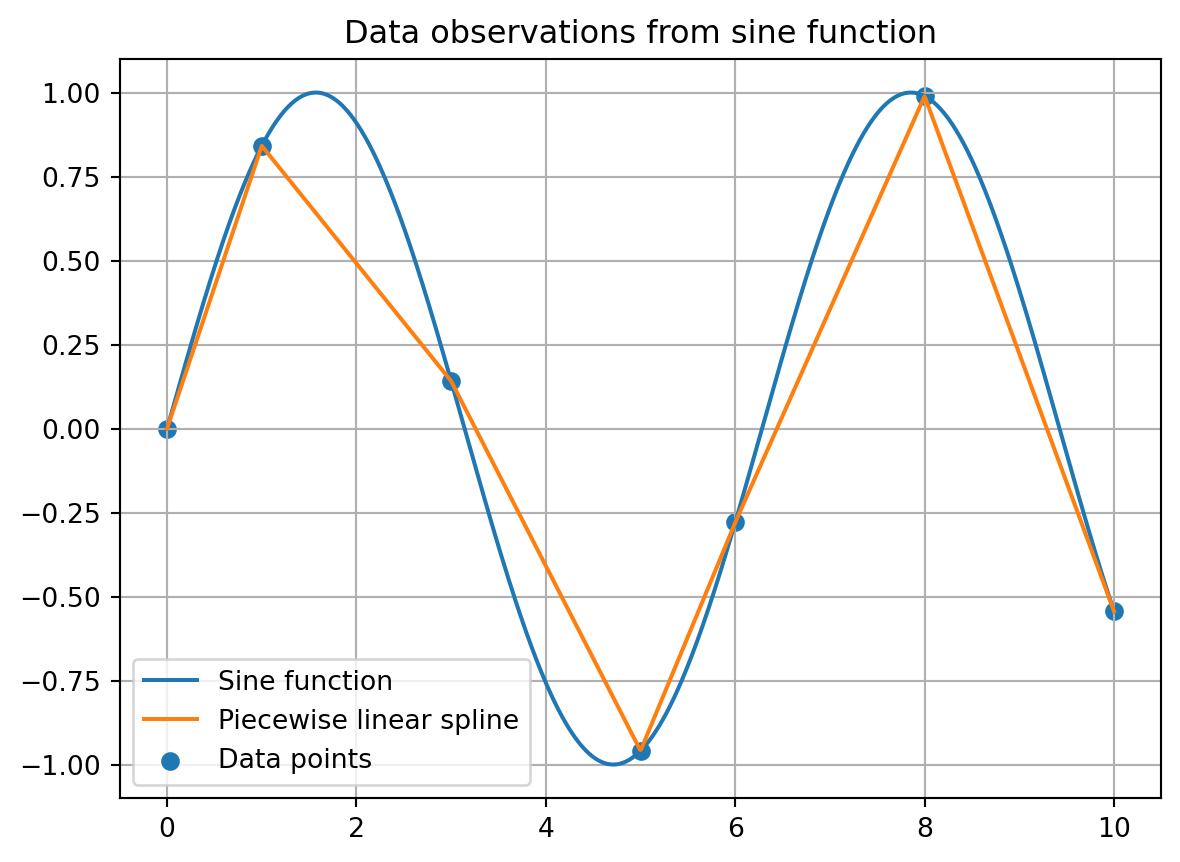 Data observations from sine function
1.00
0.75
0.50
0.25
0.00
−0.25
−0.50
−0.75
−1.00
Sine function
Piecewise linear spline
Data points
0 2 4 6 8 10